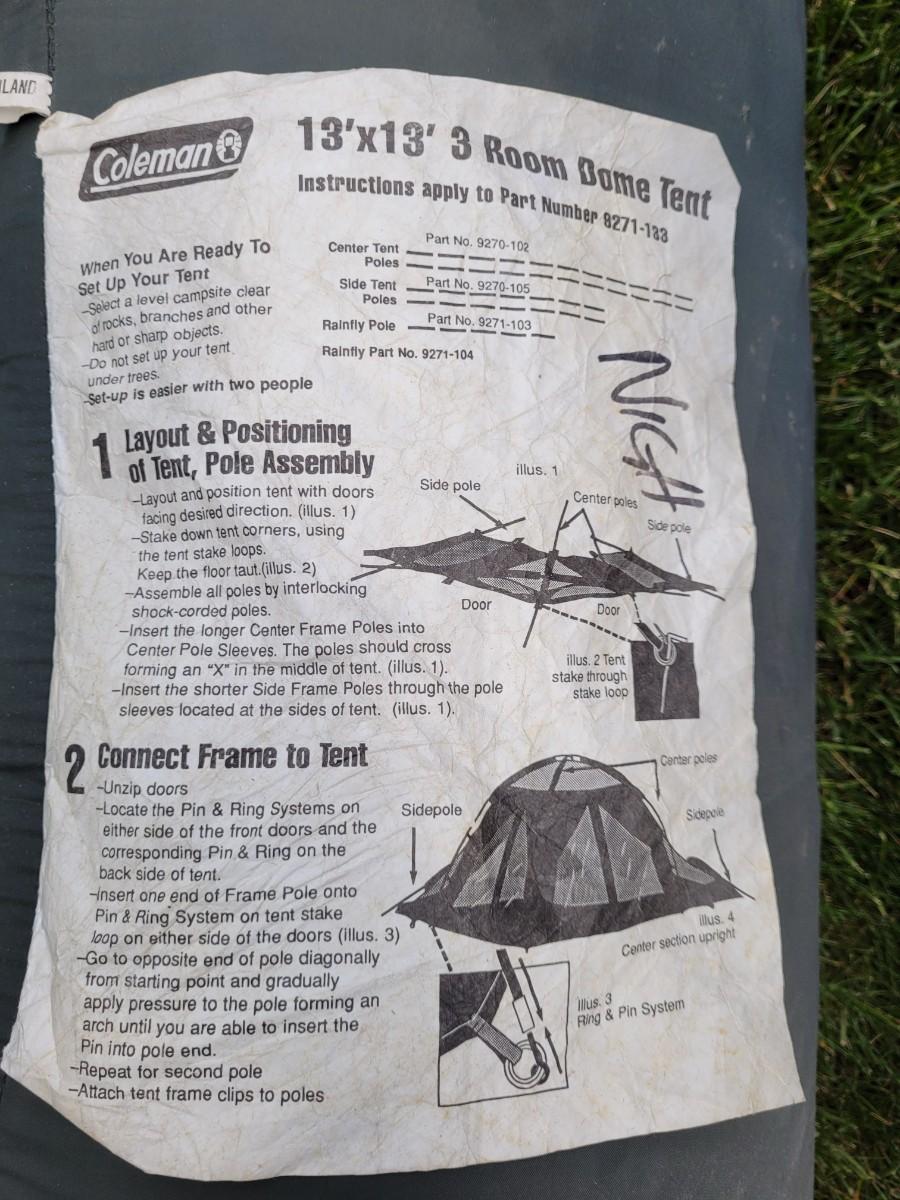 Coleman
13'x13' 3 Room Dome Tent
Instructions apply to Part Number 8271-133
When You Are Ready To
Set Up Your Tent
–Select a level campsite clear
of rocks, branches and other
hard or sharp objects.
–Do not set up your tent
under trees.
–Set-up is easier with two people
Center Tent
Poles
Part No. 9270-102
Side Tent
Poles
Part No. 9270-105
Rainfly Pole
Part No. 9271-103
Rainfly Part No. 9271-104
1 Layout & Positioning
of Tent, Pole Assembly
–Layout and position tent with doors
facing desired direction. (illus. 1)
–Stake down tent corners, using
the tent stake loops.
Keep the floor taut.(illus. 2)
–Assemble all poles by interlocking
shock-corded poles.
–Insert the longer Center Frame Poles into
Center Pole Sleeves. The poles should cross
forming an "X" in the middle of tent. (illus. 1).
–Insert the shorter Side Frame Poles through the pole
sleeves located at the sides of tent. (illus. 1).
NIGH
illus. 1
Side pole
Center poles
Side pole
Door
Door
illus. 2 Tent
stake through
stake loop
2 Connect Frame to Tent
–Unzip doors
–Locate the Pin & Ring Systems on
either side of the front doors and the
corresponding Pin & Ring on the
back side of tent.
–Insert one end of Frame Pole onto
Pin & Ring System on tent stake
loop on either side of the doors (illus. 3)
–Go to opposite end of pole diagonally
from starting point and gradually
apply pressure to the pole forming an
arch until you are able to insert the
Pin into pole end.
–Repeat for second pole
–Attach tent frame clips to poles
Center poles
Sidepole
Sidepole
illus. 4
Center section upright
illus. 3
Ring & Pin System